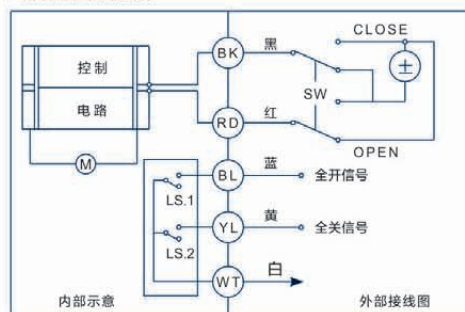 CLOSE
BK
黑
控制
±
SW
电路
红
RD
OPEN
M
BL
蓝
全开信号
LS.1
YL
黄
全关信号
LS.2
WT
白
内部示意
外部接线图